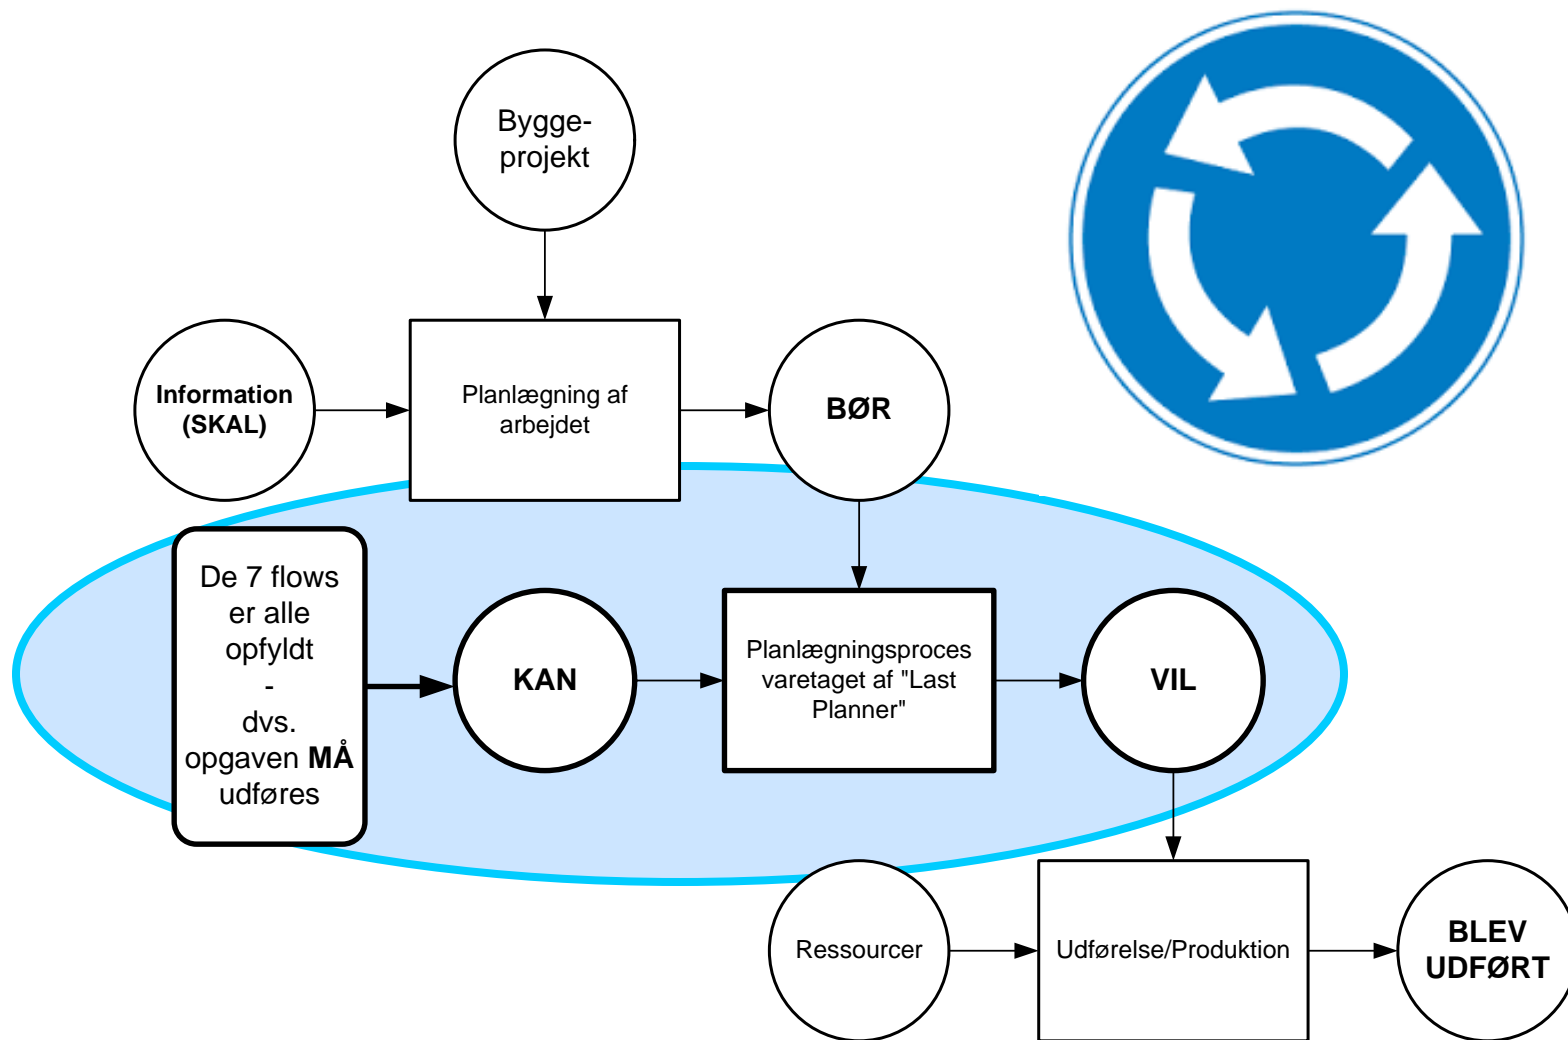 Bygge-
projekt
Information
(SKAL)
Planlægning af
arbejdet
BØR
De 7 flows
er alle
opfyldt
-
dvs.
opgaven MÅ
udføres
KAN
Planlægningsproces
varetaget af "Last
Planner"
VIL
Ressourcer
Udførelse/Produktion
BLEV
UDFØRT